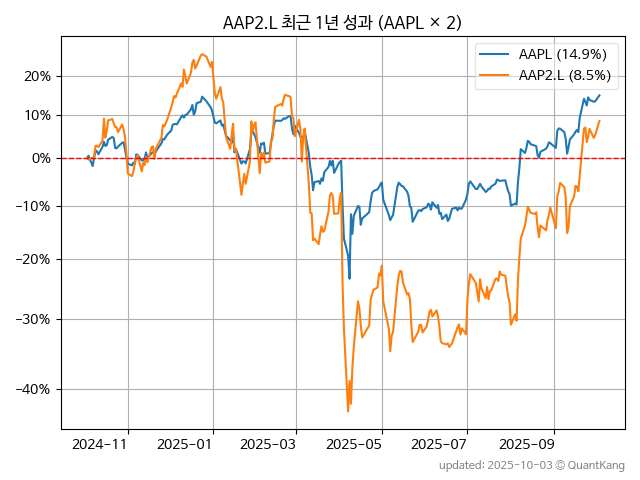 AAP2.L 최근 1년 성과 (AAPL × 2)
AAPL (14.9%)
AAP2.L (8.5%)
20%
10%
0%
−10%
−20%
−30%
−40%
2024−11 2025−01 2025−03 2025−05 2025−07 2025−09
updated: 2025-10-03 © QuantKang